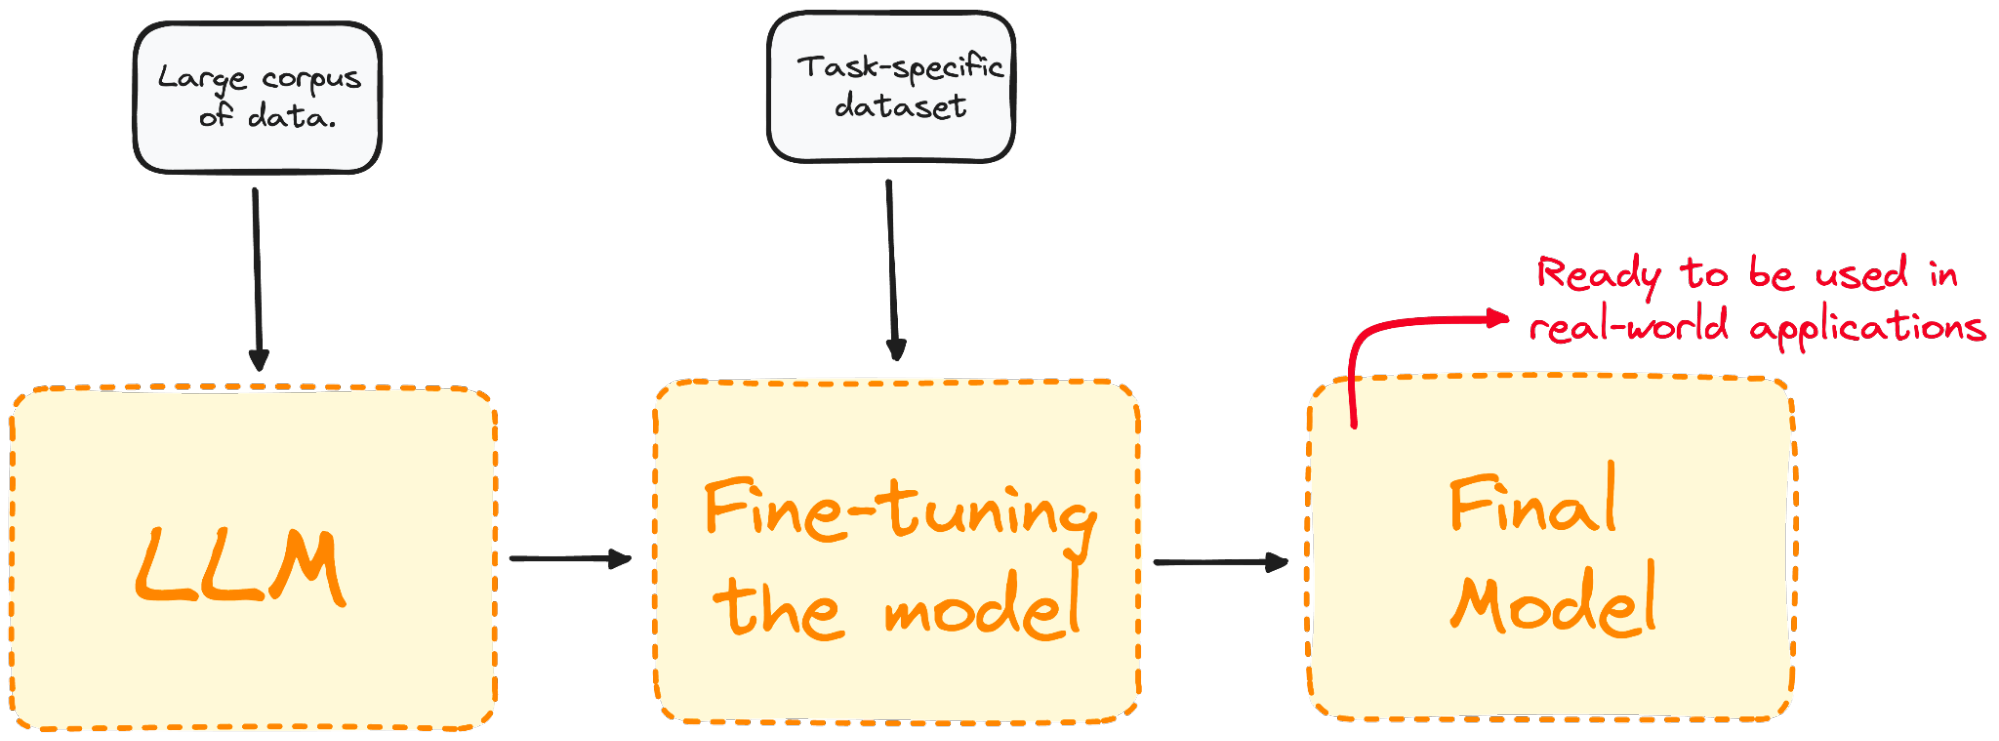 Large corpus
of data.
Task-specific
dataset
Ready to be used in
real-world applications
LLM
Fine-tuning
the model
Final
Model